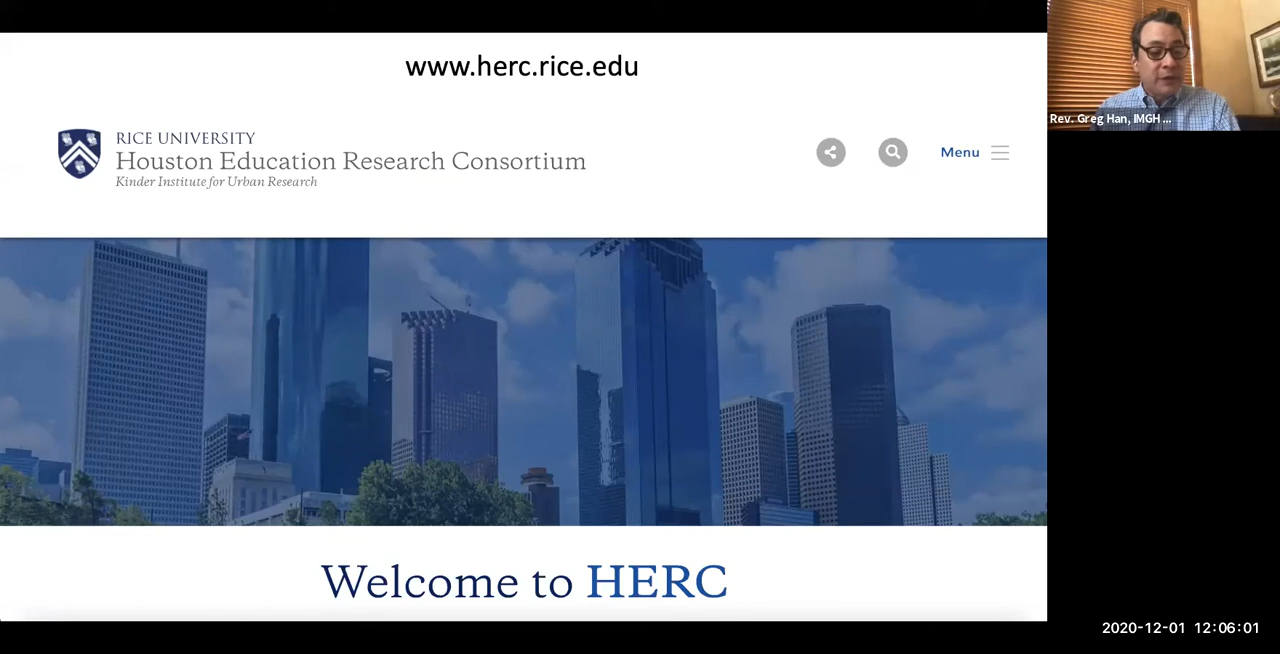 www.herc.rice.edu
RICE UNIVERSITY
Houston Education Research Consortium
Kinder Institute for Urban Research
Menu
Welcome to HERC
Rev. Greg Han, IMGH ...
2020-12-01 12:06:01